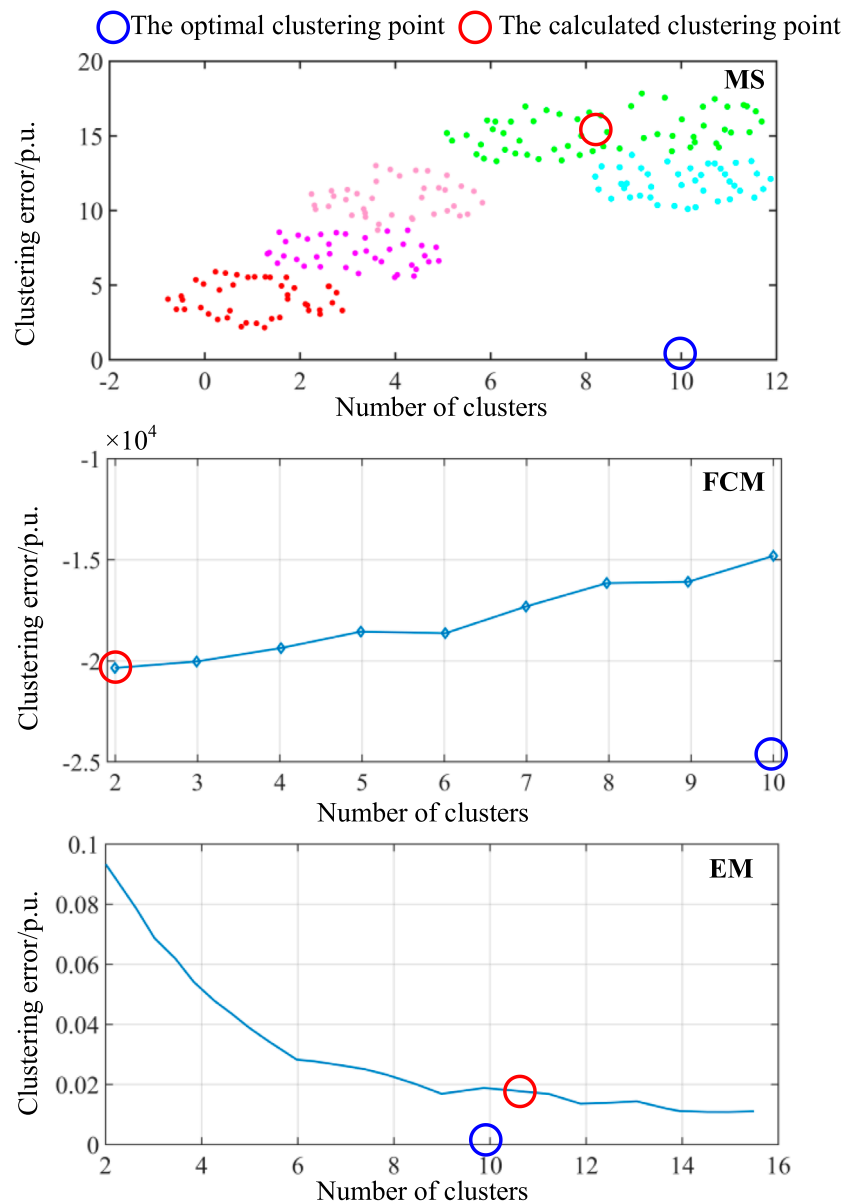 The optimal clustering point The calculated clustering point
MS
Clustering error/p.u.
20
15
10
5
0
-2 0 2 4 6 8 10 12
Number of clusters
×10⁴
FCM
Clustering error/p.u.
-1
-1.5
-2
-2.5
2 3 4 5 6 7 8 9 10
Number of clusters
EM
Clustering error/p.u.
0.1
0.08
0.06
0.04
0.02
0
2 4 6 8 10 12 14 16
Number of clusters